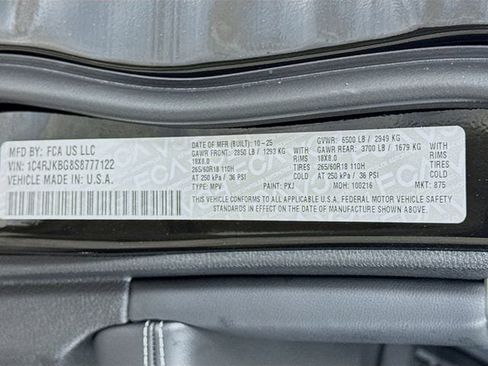 MFD BY: FCA US LLC
VIN: 1C4RJKBG8S8777122
VEHICLE MADE IN: U.S.A.
DATE OF MFR (BUILT): 10-25
GAWR FRONT: 2850 LB / 1293 KG
18X8.0
265/60R18 110H
AT 250 kPa / 36 PSI
TYPE: MPV
WITH
RIMS
TIRES
COLD
PAINT: PXJ
GVWR: 6500 LB / 2949 KG
GAWR REAR: 3700 LB / 1679 KG
18X8.0
265/60R18 110H
AT 250 kPa / 36 PSI
MOH: 100216
WITH
RIMS
TIRES
COLD
MKT: 875
THIS VEHICLE CONFORMS TO ALL APPLICABLE U.S.A. FEDERAL MOTOR VEHICLE SAFETY
STANDARDS IN EFFECT ON THE DATE OF MANUFACTURE SHOWN ABOVE.